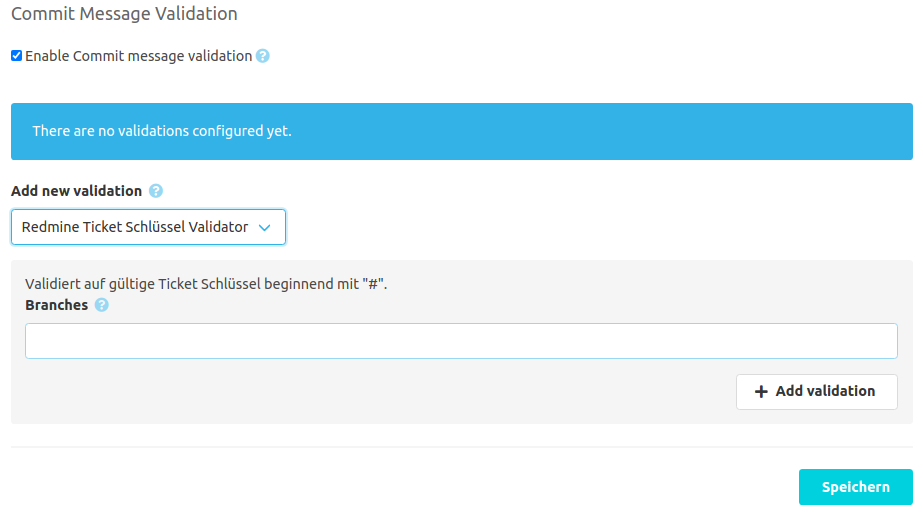 Commit Message Validation
Enable Commit message validation ?
There are no validations configured yet.
Add new validation ?
Redmine Ticket Schlüssel Validator
Validiert auf gültige Ticket Schlüssel beginnend mit "#".
Branches ?
+ Add validation
Speichern